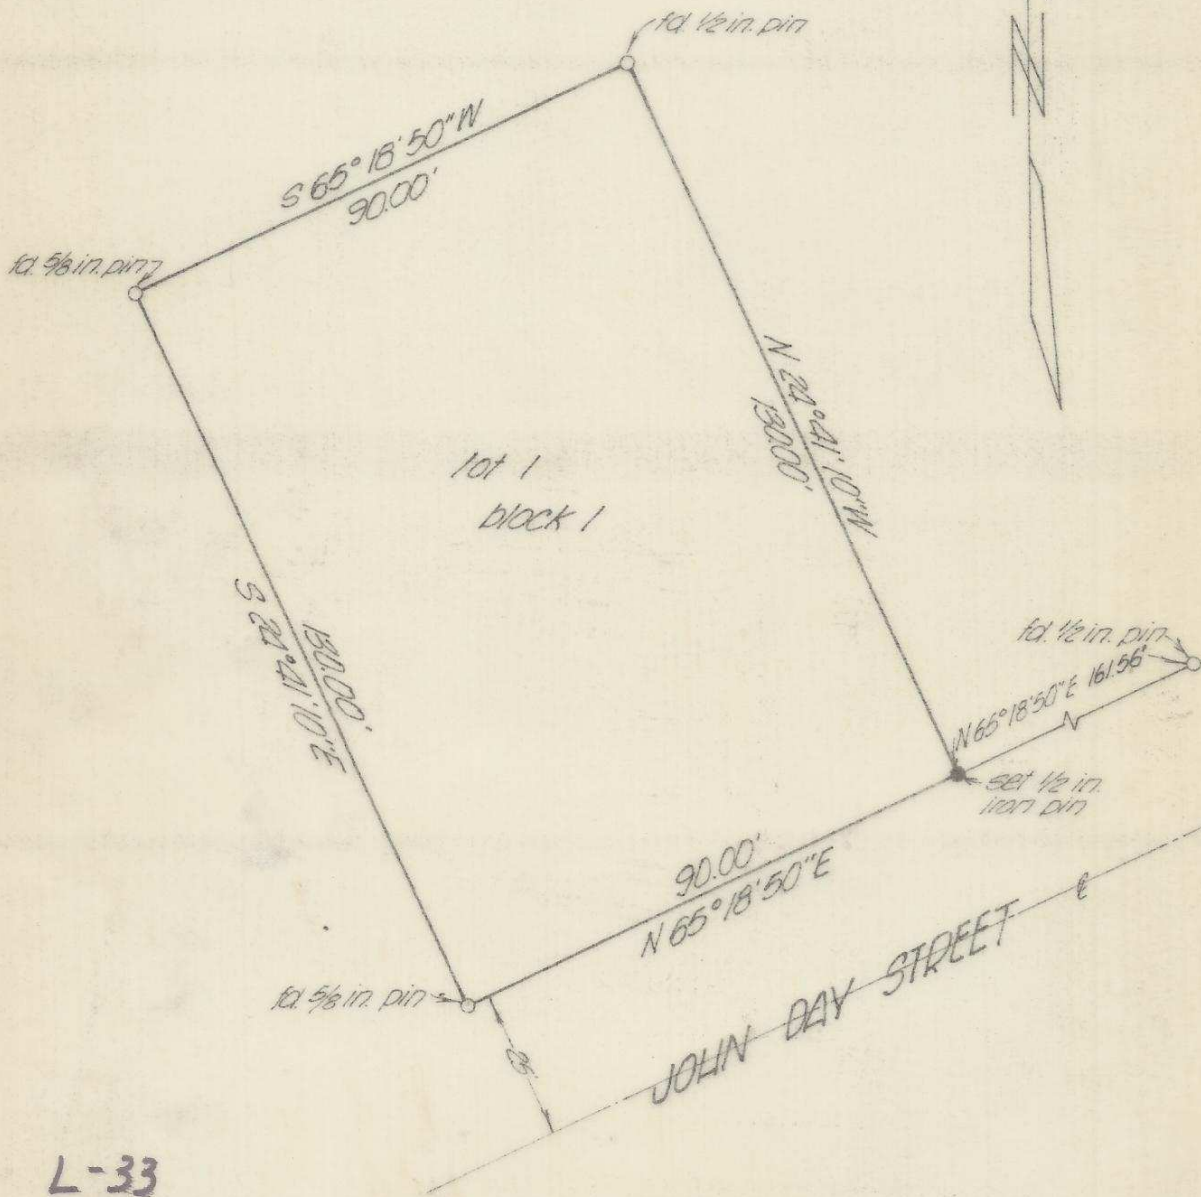 fd. 1/2 in. pin
N
S 65° 18' 50" W
90.00'
fd. 5/8 in. pin
N 24° 41' 10" W
130.00'
lot 1
block 1
130.00'
S 24° 41' 10" E
fd. 1/2 in. pin
N 65° 18' 50" E 161.56'
set 1/2 in.
iron pin
90.00'
N 65° 18' 50" E
fd. 5/8 in. pin
25'
JOHN DAY STREET ℄
L-33